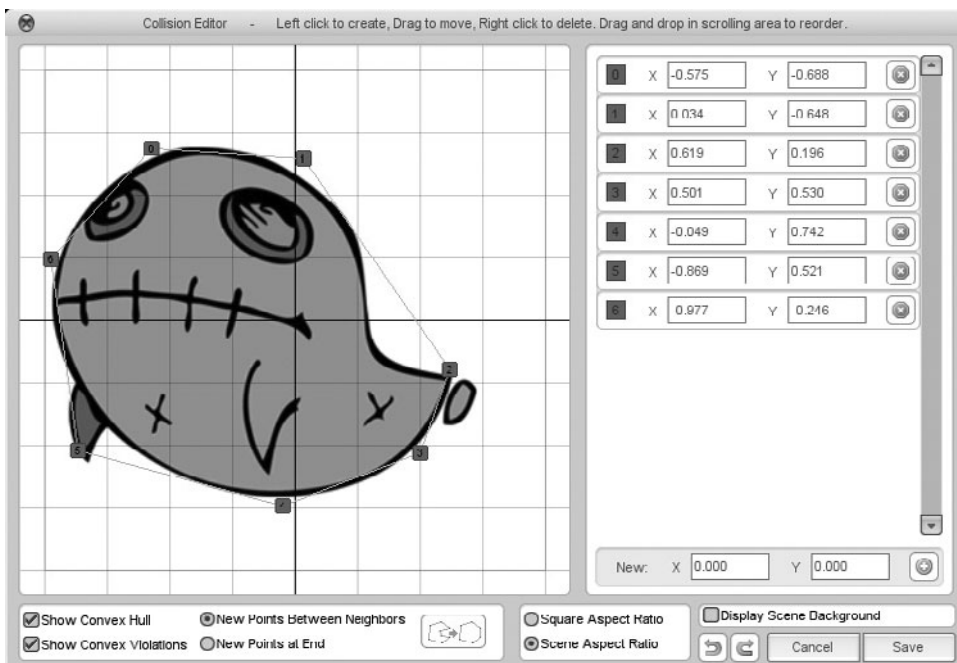 Collision Editor - Left click to create, Drag to move, Right click to delete. Drag and drop in scrolling area to reorder.
0 X -0.575 Y -0.688
1 X 0.034 Y -0.648
2 X 0.619 Y 0.196
3 X 0.501 Y 0.530
4 X -0.049 Y 0.742
5 X -0.869 Y 0.521
6 X 0.977 Y 0.246
0
1
6
2
5
3
New: X 0.000 Y 0.000
Show Convex Hull New Points Between Neighbors Square Aspect Ratio Display Scene Background
Show Convex Violations New Points at End Scene Aspect Ratio Cancel Save